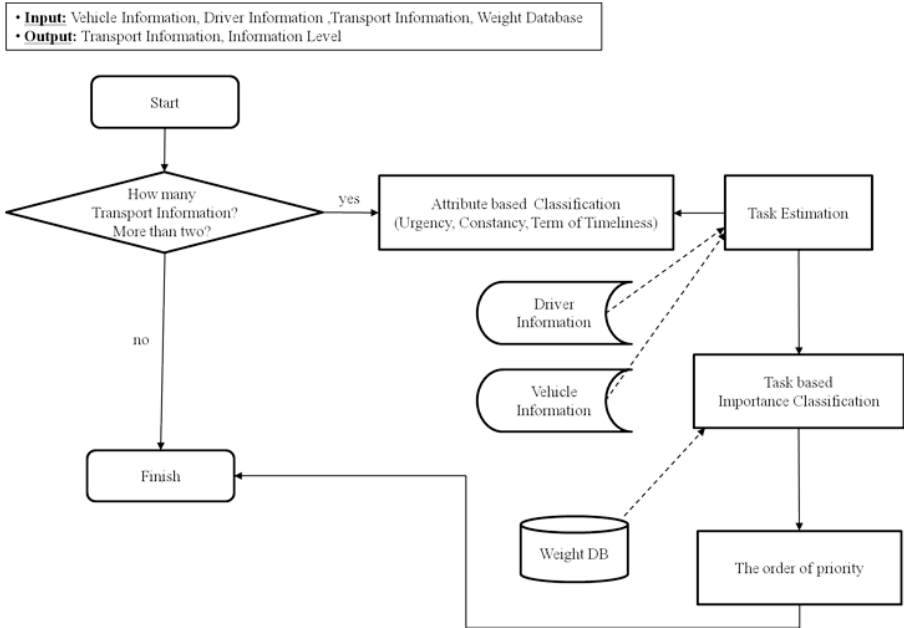 • Input: Vehicle Information, Driver Information ,Transport Information, Weight Database
• Output: Transport Information, Information Level
Start
How many
Transport Information?
More than two?
yes
Attribute based Classification
(Urgency, Constancy, Term of Timeliness)
Task Estimation
Driver
Information
no
Vehicle
Information
Task based
Importance Classification
Finish
Weight DB
The order of priority